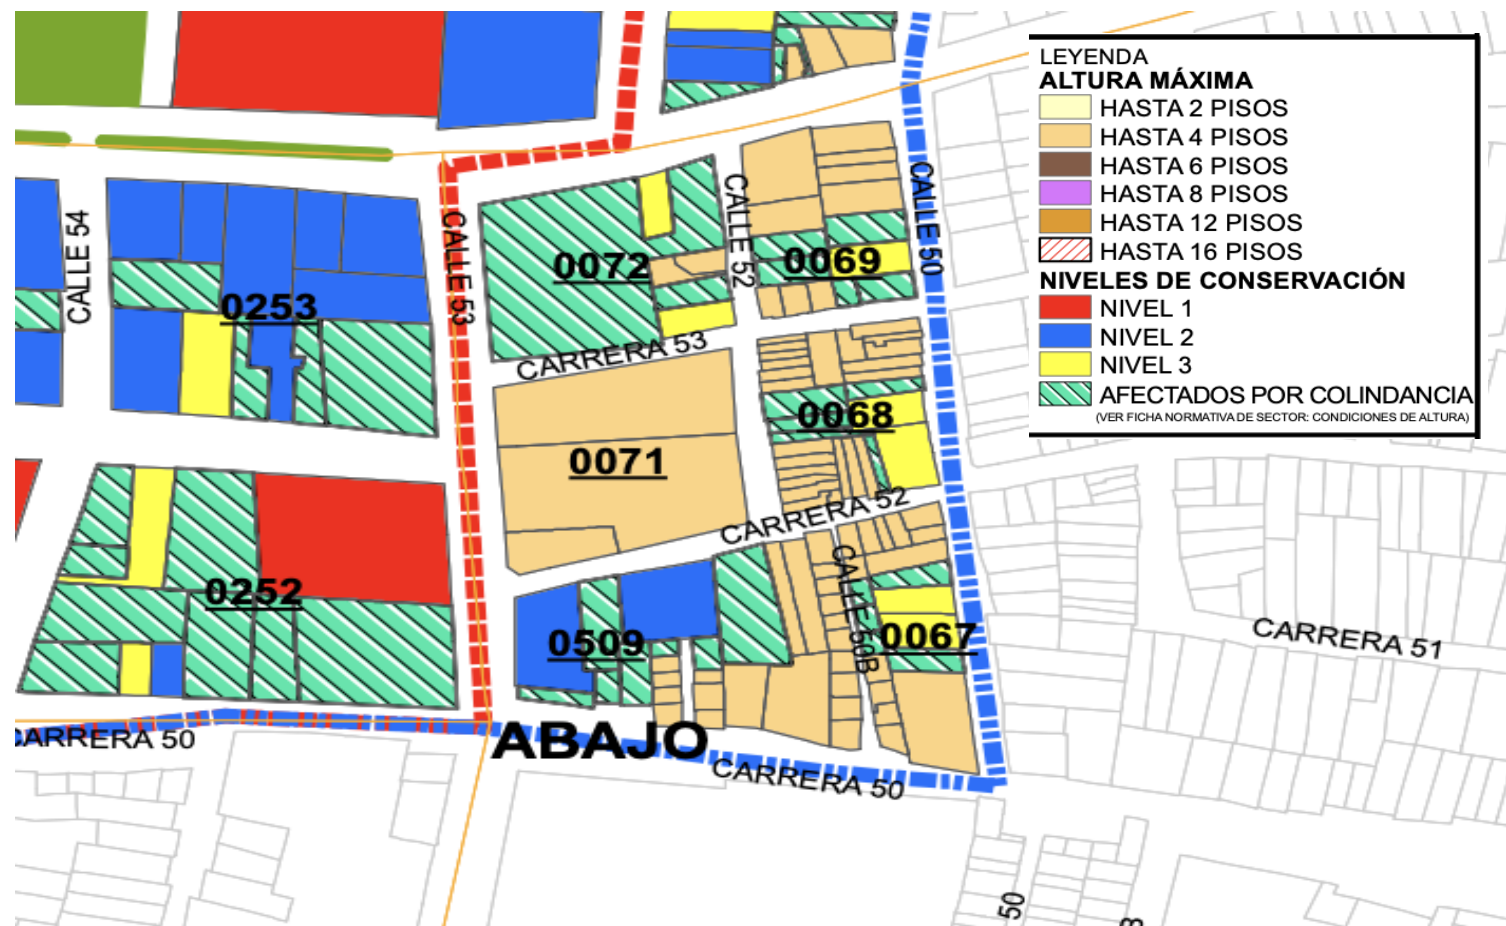 LEYENDA
ALTURA MÁXIMA
HASTA 2 PISOS
HASTA 4 PISOS
HASTA 6 PISOS
HASTA 8 PISOS
HASTA 12 PISOS
HASTA 16 PISOS
NIVELES DE CONSERVACIÓN
NIVEL 1
NIVEL 2
NIVEL 3
AFECTADOS POR COLINDANCIA
(VER FICHA NORMATIVA DE SECTOR: CONDICIONES DE ALTURA)
CALLE 54
CALLE 53
CALLE 52
CALLE 50
0253
0072
0069
CARRERA 53
0068
0071
CARRERA 52
0252
0509
CALLE 50B
0067
CARRERA 51
CARRERA 50
ABAJO
CARRERA 50
50